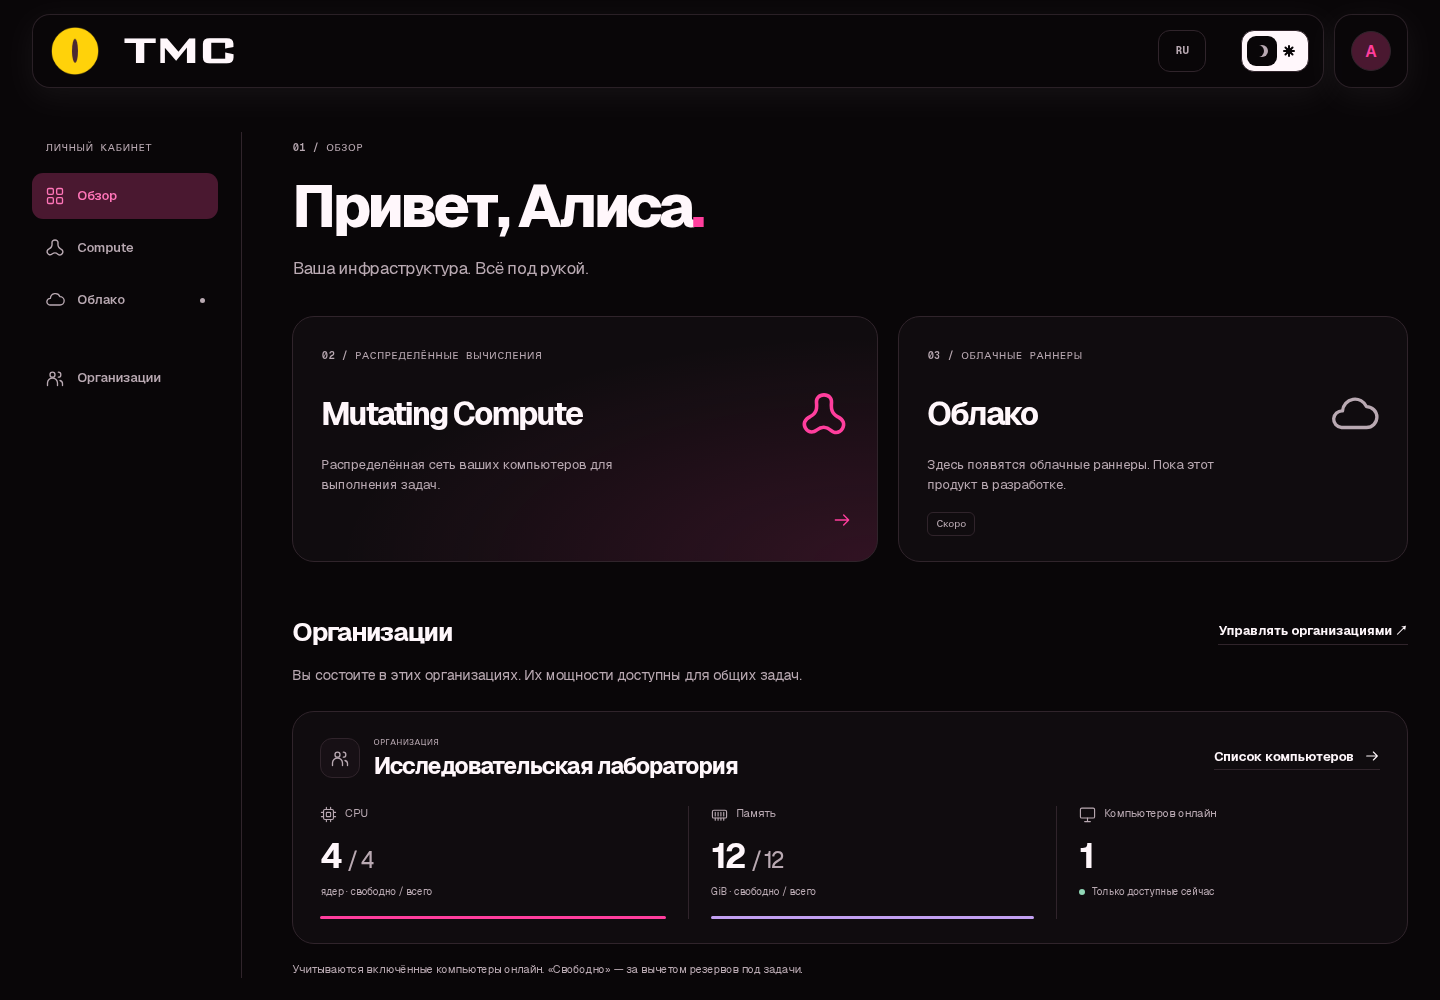 TMC
RU
A
ЛИЧНЫЙ КАБИНЕТ
Обзор
Compute
Облако
Организации
01 / ОБЗОР
Привет, Алиса.
Ваша инфраструктура. Всё под рукой.
02 / РАСПРЕДЕЛЁННЫЕ ВЫЧИСЛЕНИЯ
Mutating Compute
Распределённая сеть ваших компьютеров для
выполнения задач.
03 / ОБЛАЧНЫЕ РАННЕРЫ
Облако
Здесь появятся облачные раннеры. Пока этот
продукт в разработке.
Скоро
Организации
Управлять организациями ↗
Вы состоите в этих организациях. Их мощности доступны для общих задач.
ОРГАНИЗАЦИЯ
Исследовательская лаборатория
Список компьютеров →
CPU
4 / 4
ядер · свободно / всего
Память
12 / 12
GiB · свободно / всего
Компьютеров онлайн
1
Только доступные сейчас
Учитываются включённые компьютеры онлайн. «Свободно» — за вычетом резервов под задачи.